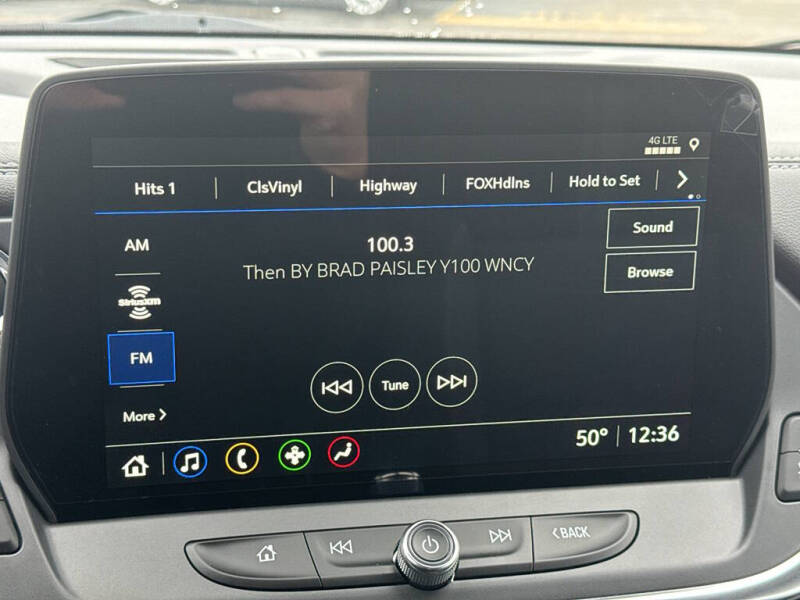 4G LTE
Hits 1 ClsVinyl Highway FOXHdlns Hold to Set
AM
100.3
Sound
Then BY BRAD PAISLEY Y100 WNCY
Browse
SiriusXm
FM
Tune
More
50° 12:36
BACK